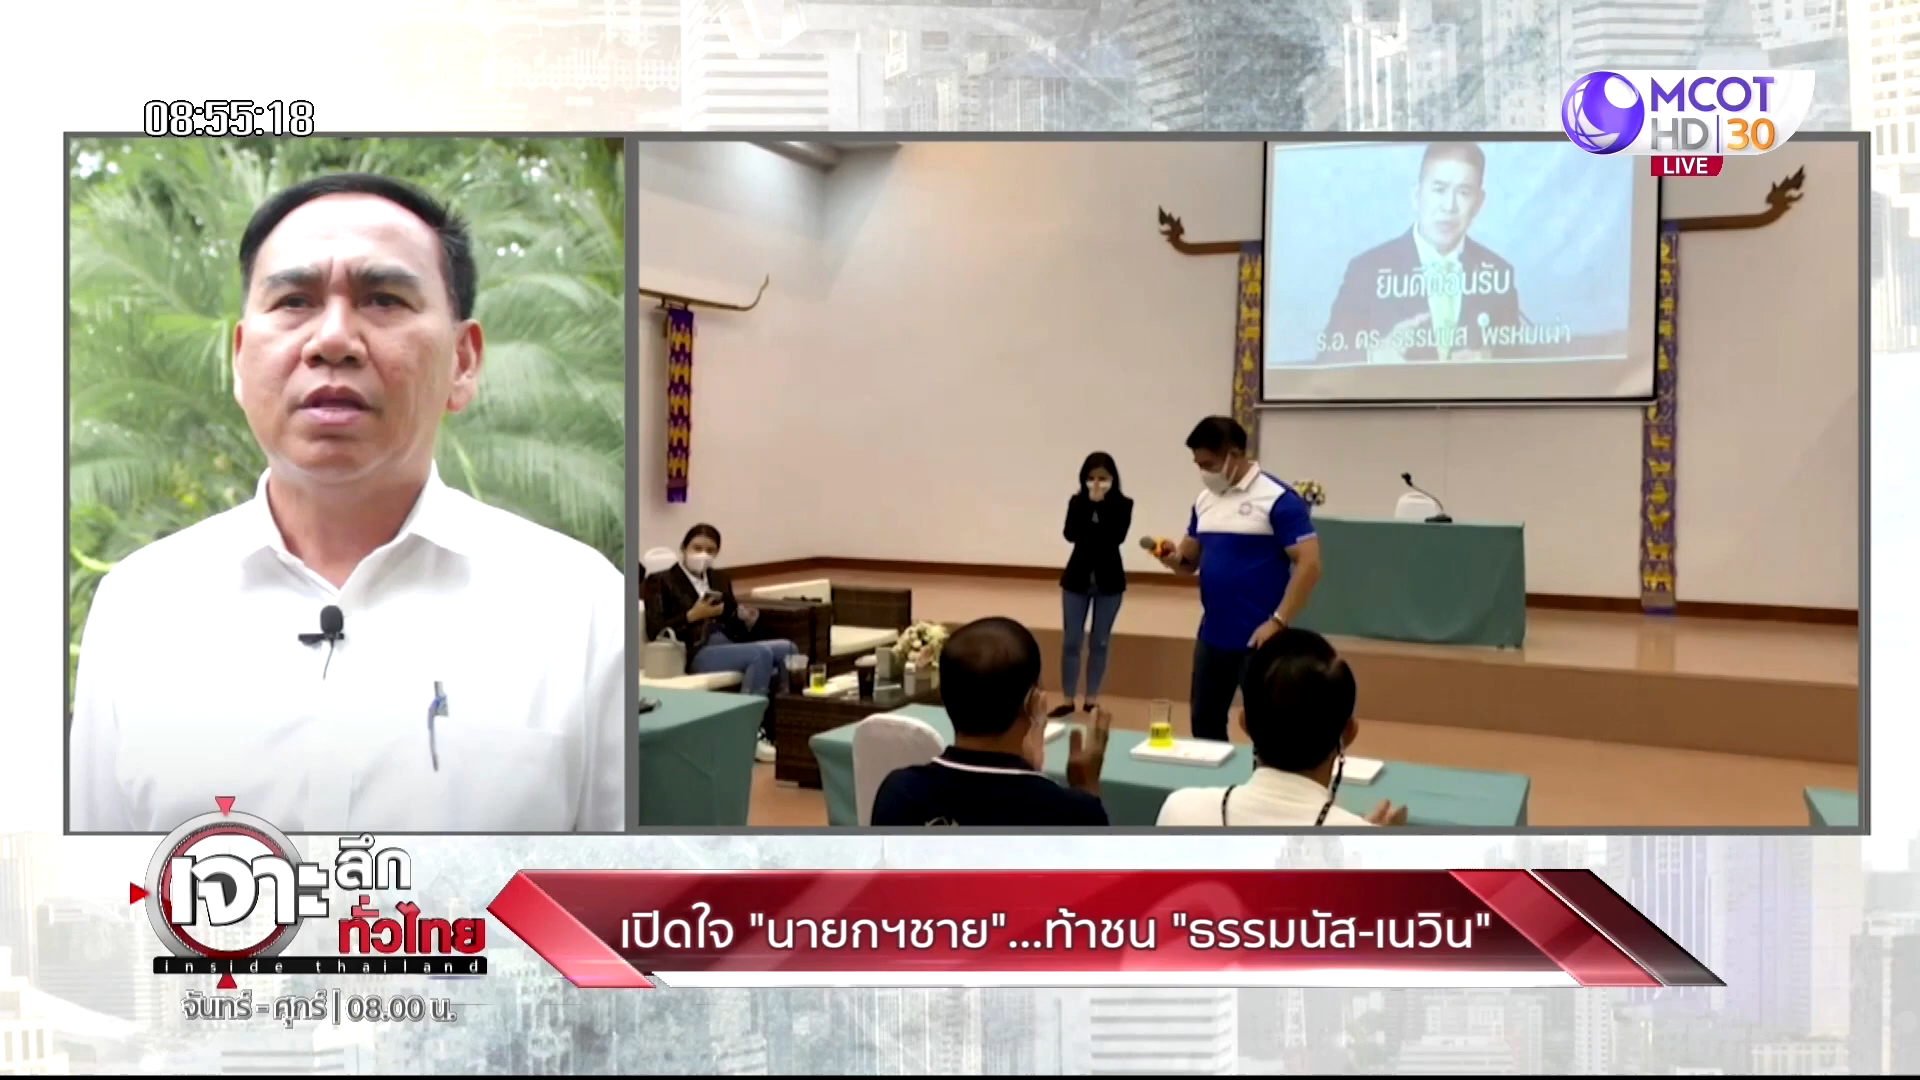 08:55:18
MCOT
HD 30
LIVE
ยินดีต้อนรับ
ร.อ. ดร. ธรรมนัส พรหมเผ่า
เจาะลึก
ทั่วไทย
inside thailand
จันทร์ - ศุกร์ | 08.00 น.
เปิดใจ "นายกฯชาย"...ท้าชน "ธรรมนัส-เนวิน"